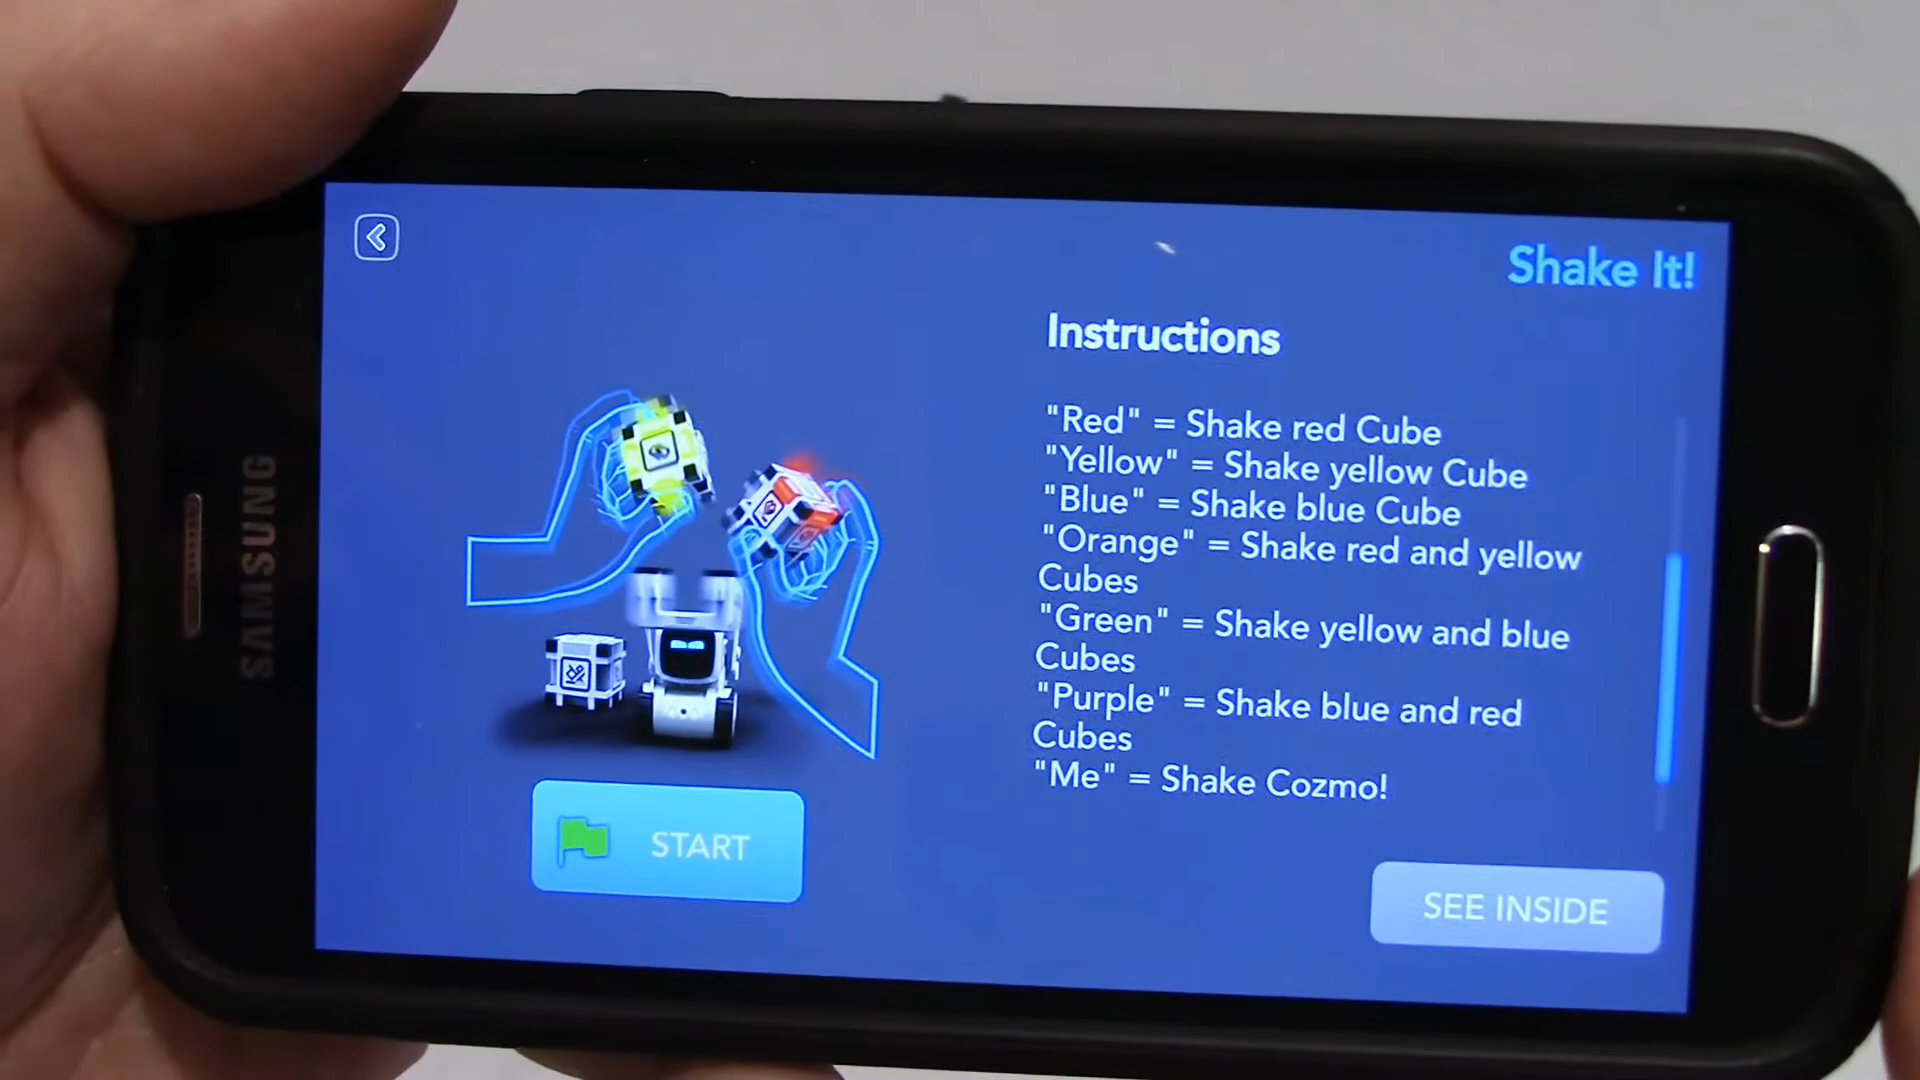 SAMSUNG
Shake It!
Instructions
"Red" = Shake red Cube
"Yellow" = Shake yellow Cube
"Blue" = Shake blue Cube
"Orange" = Shake red and yellow
Cubes
"Green" = Shake yellow and blue
Cubes
"Purple" = Shake blue and red
Cubes
"Me" = Shake Cozmo!
START
SEE INSIDE